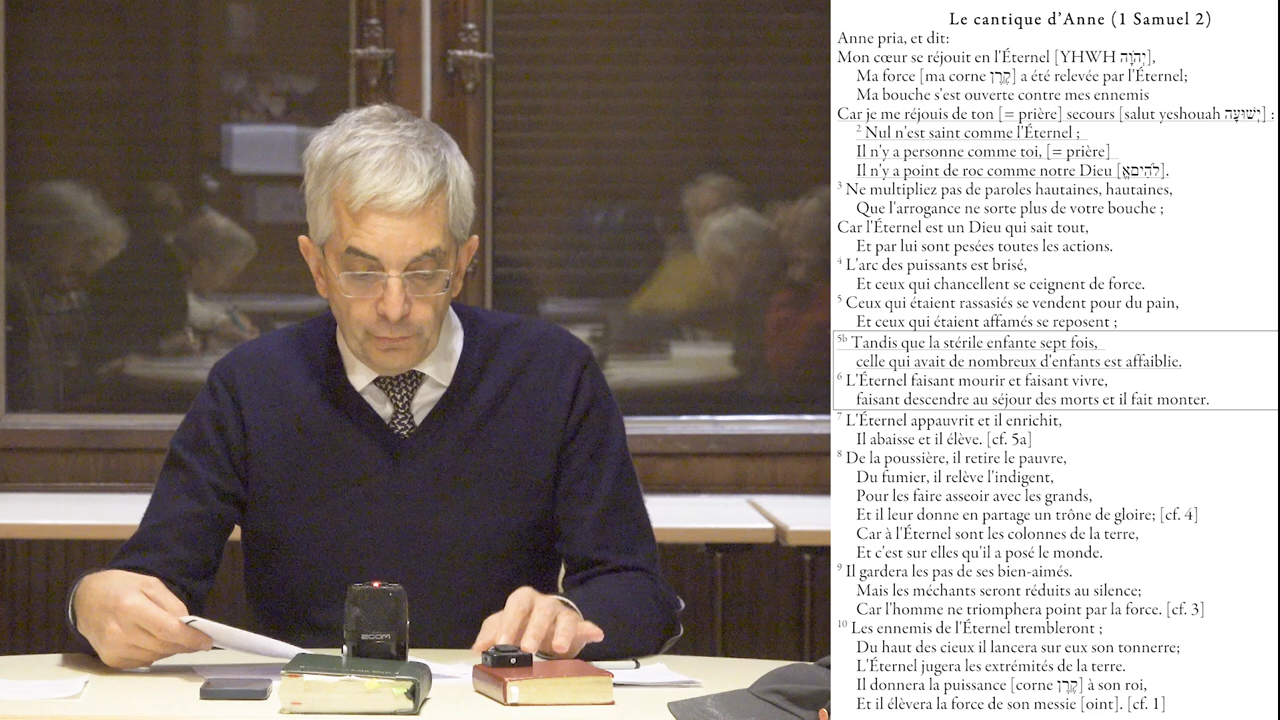 Le cantique d'Anne (1 Samuel 2)
Anne pria, et dit:
Mon cœur se réjouit en l'Éternel [YHWH יְהֹוָה],
Ma force [ma corne קֶרֶן] a été relevée par l'Éternel;
Ma bouche s'est ouverte contre mes ennemis
Car je me réjouis de ton [= prière] secours [salut yeshouah יְשׁוּעָה] :
2 Nul n'est saint comme l'Éternel ;
Il n'y a personne comme toi, [= prière]
Il n'y a point de roc comme notre Dieu [לֹהִיםאֱ].
3 Ne multipliez pas de paroles hautaines, hautaines,
Que l'arrogance ne sorte plus de votre bouche ;
Car l'Éternel est un Dieu qui sait tout,
Et par lui sont pesées toutes les actions.
4 L'arc des puissants est brisé,
Et ceux qui chancellent se ceignent de force.
5 Ceux qui étaient rassasiés se vendent pour du pain,
Et ceux qui étaient affamés se reposent ;
5b Tandis que la stérile enfante sept fois,
celle qui avait de nombreux d'enfants est affaiblie.
6 L'Éternel faisant mourir et faisant vivre,
faisant descendre au séjour des morts et il fait monter.
7 L'Éternel appauvrit et il enrichit,
Il abaisse et il élève. [cf. 5a]
8 De la poussière, il retire le pauvre,
Du fumier, il relève l'indigent,
Pour les faire asseoir avec les grands,
Et il leur donne en partage un trône de gloire; [cf. 4]
Car à l'Éternel sont les colonnes de la terre,
Et c'est sur elles qu'il a posé le monde.
9 Il gardera les pas de ses bien-aimés.
Mais les méchants seront réduits au silence;
Car l'homme ne triomphera point par la force. [cf. 3]
10 Les ennemis de l'Éternel trembleront ;
Du haut des cieux il lancera sur eux son tonnerre;
L'Éternel jugera les extrémités de la terre.
Il donnera la puissance [corne קֶרֶן] à son roi,
Et il élèvera la force de son messie [oint]. [cf. 1]
zoom